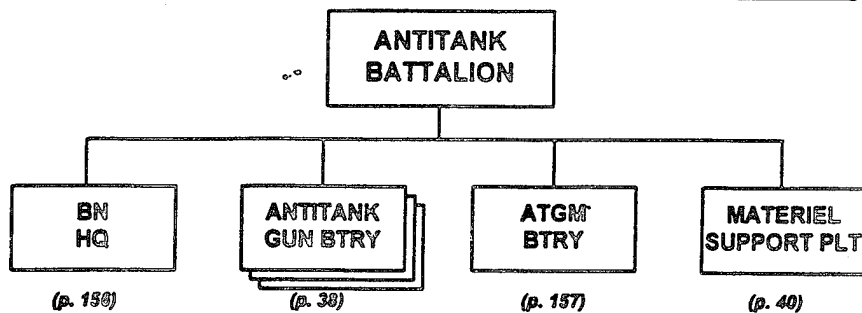 ANTITANK
BATTALION
BN
HQ
ANTITANK
GUN BTRY
ATGM
BTRY
MATERIEL
SUPPORT PLT
(p. 156)
(p. 38)
(p. 157)
(p. 40)